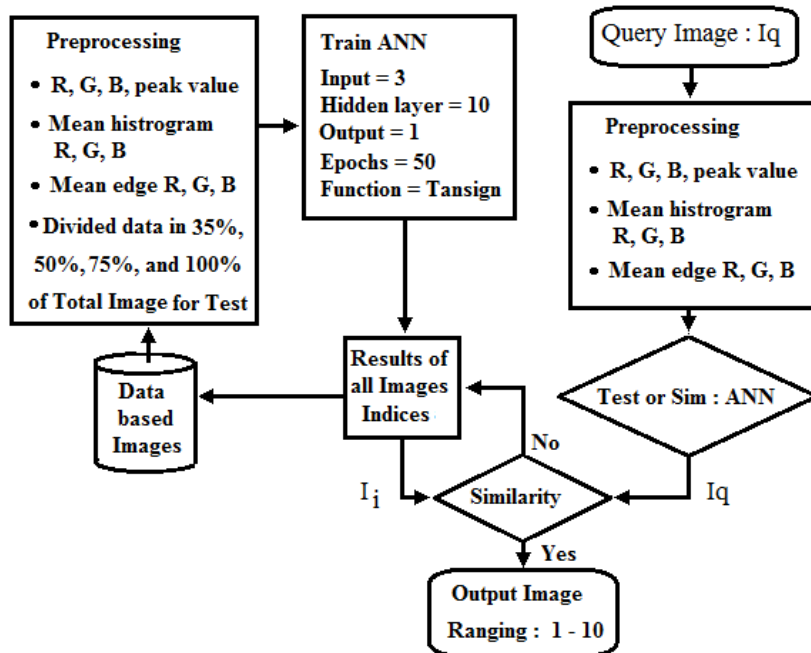 Preprocessing
• R, G, B, peak value
• Mean histrogram
R, G, B
• Mean edge R, G, B
• Divided data in 35%,
50%, 75%, and 100%
of Total Image for Test
Train ANN
Input = 3
Hidden layer = 10
Output = 1
Epochs = 50
Function = Tansign
Query Image : Iq
Preprocessing
• R, G, B, peak value
• Mean histrogram
R, G, B
• Mean edge R, G, B
Data
based
Images
Results of
all Images
Indices
Test or Sim : ANN
No
Ii
Similarity
Iq
Yes
Output Image
Ranging : 1 - 10